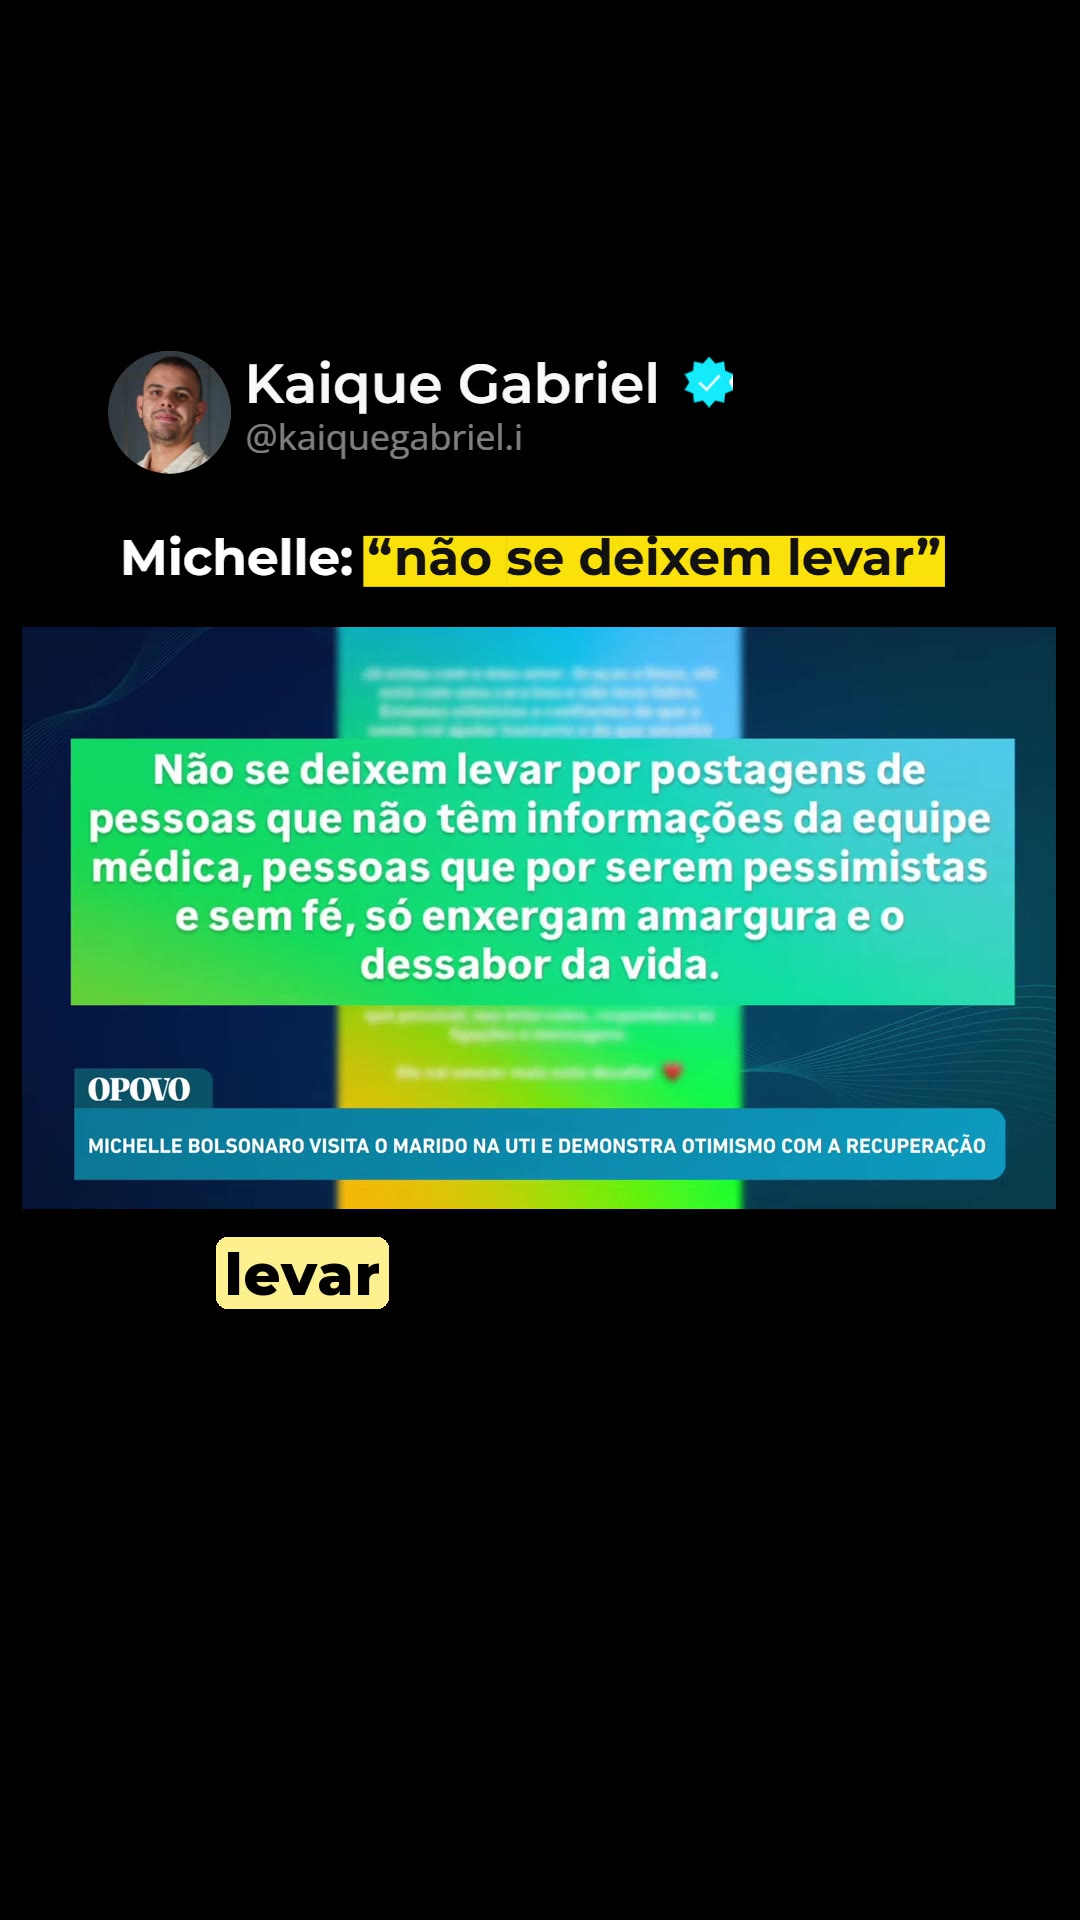 Kaique Gabriel
@kaiquegabriel.i
Michelle: “não se deixem levar”
Não se deixem levar por postagens de
pessoas que não têm informações da equipe
médica, pessoas que por serem pessimistas
e sem fé, só enxergam amargura e o
dessabor da vida.
OPOVO
MICHELLE BOLSONARO VISITA O MARIDO NA UTI E DEMONSTRA OTIMISMO COM A RECUPERAÇÃO
levar